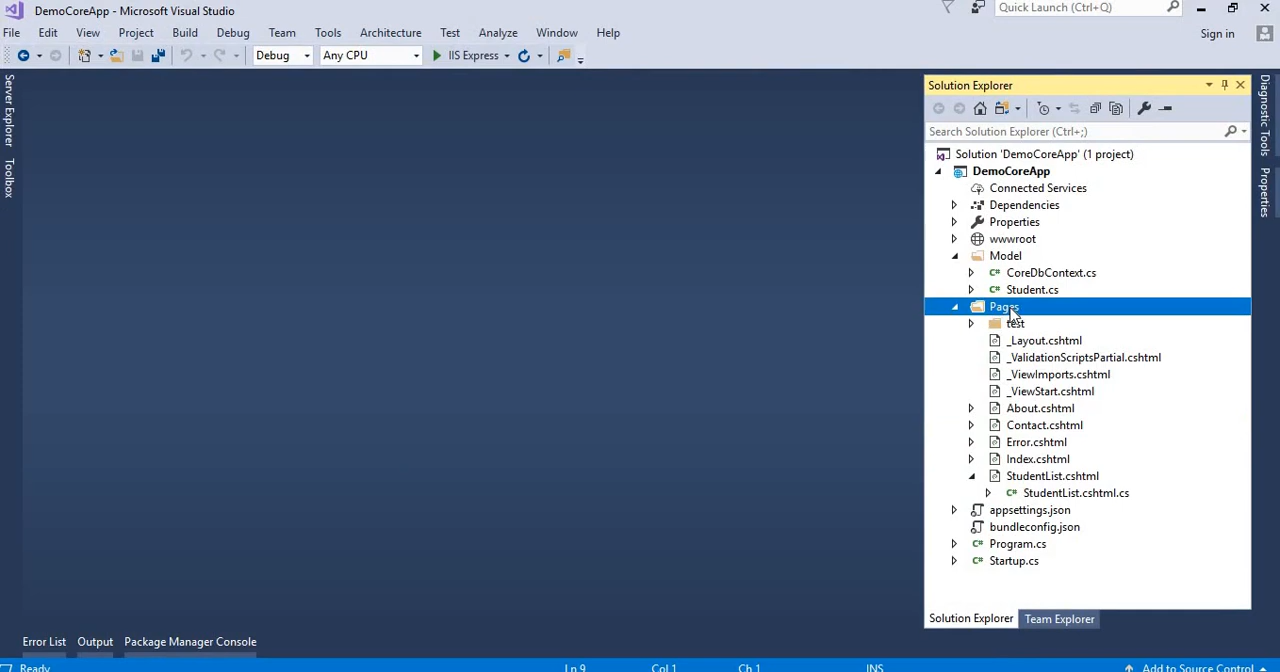 DemoCoreApp - Microsoft Visual Studio
Quick Launch (Ctrl+Q)
File Edit View Project Build Debug Team Tools Architecture Test Analyze Window Help
Sign in
Debug Any CPU IIS Express
Server Explorer
Toolbox
Solution Explorer
Search Solution Explorer (Ctrl+;)
Solution 'DemoCoreApp' (1 project)
DemoCoreApp
Connected Services
Dependencies
Properties
wwwroot
Model
CoreDbContext.cs
Student.cs
Pages
test
_Layout.cshtml
_ValidationScriptsPartial.cshtml
_ViewImports.cshtml
_ViewStart.cshtml
About.cshtml
Contact.cshtml
Error.cshtml
Index.cshtml
StudentList.cshtml
StudentList.cshtml.cs
appsettings.json
bundleconfig.json
Program.cs
Startup.cs
Solution Explorer Team Explorer
Diagnostic Tools
Properties
Error List Output Package Manager Console
Ready Ln 9 Col 1 Ch 1 INS Add to Source Control